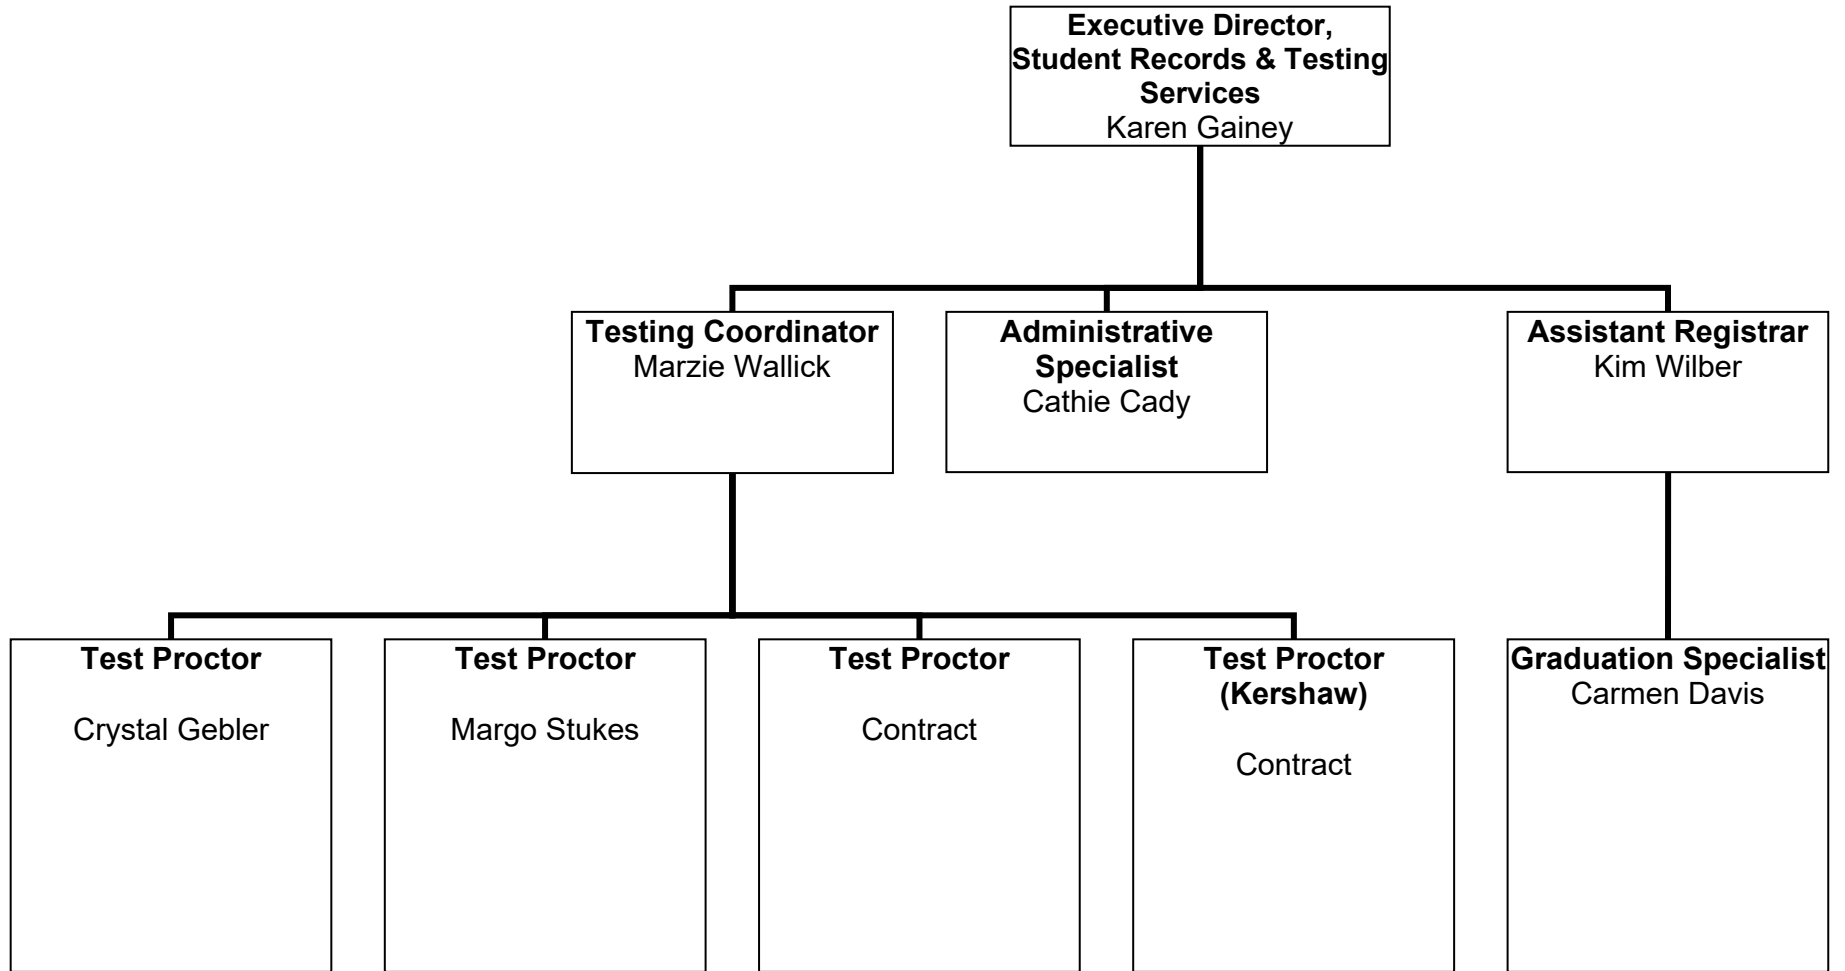 Executive Director,
Student Records & Testing
Services
Karen Gainey
Testing Coordinator
Marzie Wallick
Administrative
Specialist
Cathie Cady
Assistant Registrar
Kim Wilber
Test Proctor
Crystal Gebler
Test Proctor
Margo Stukes
Test Proctor
Contract
Test Proctor
(Kershaw)
Contract
Graduation Specialist
Carmen Davis